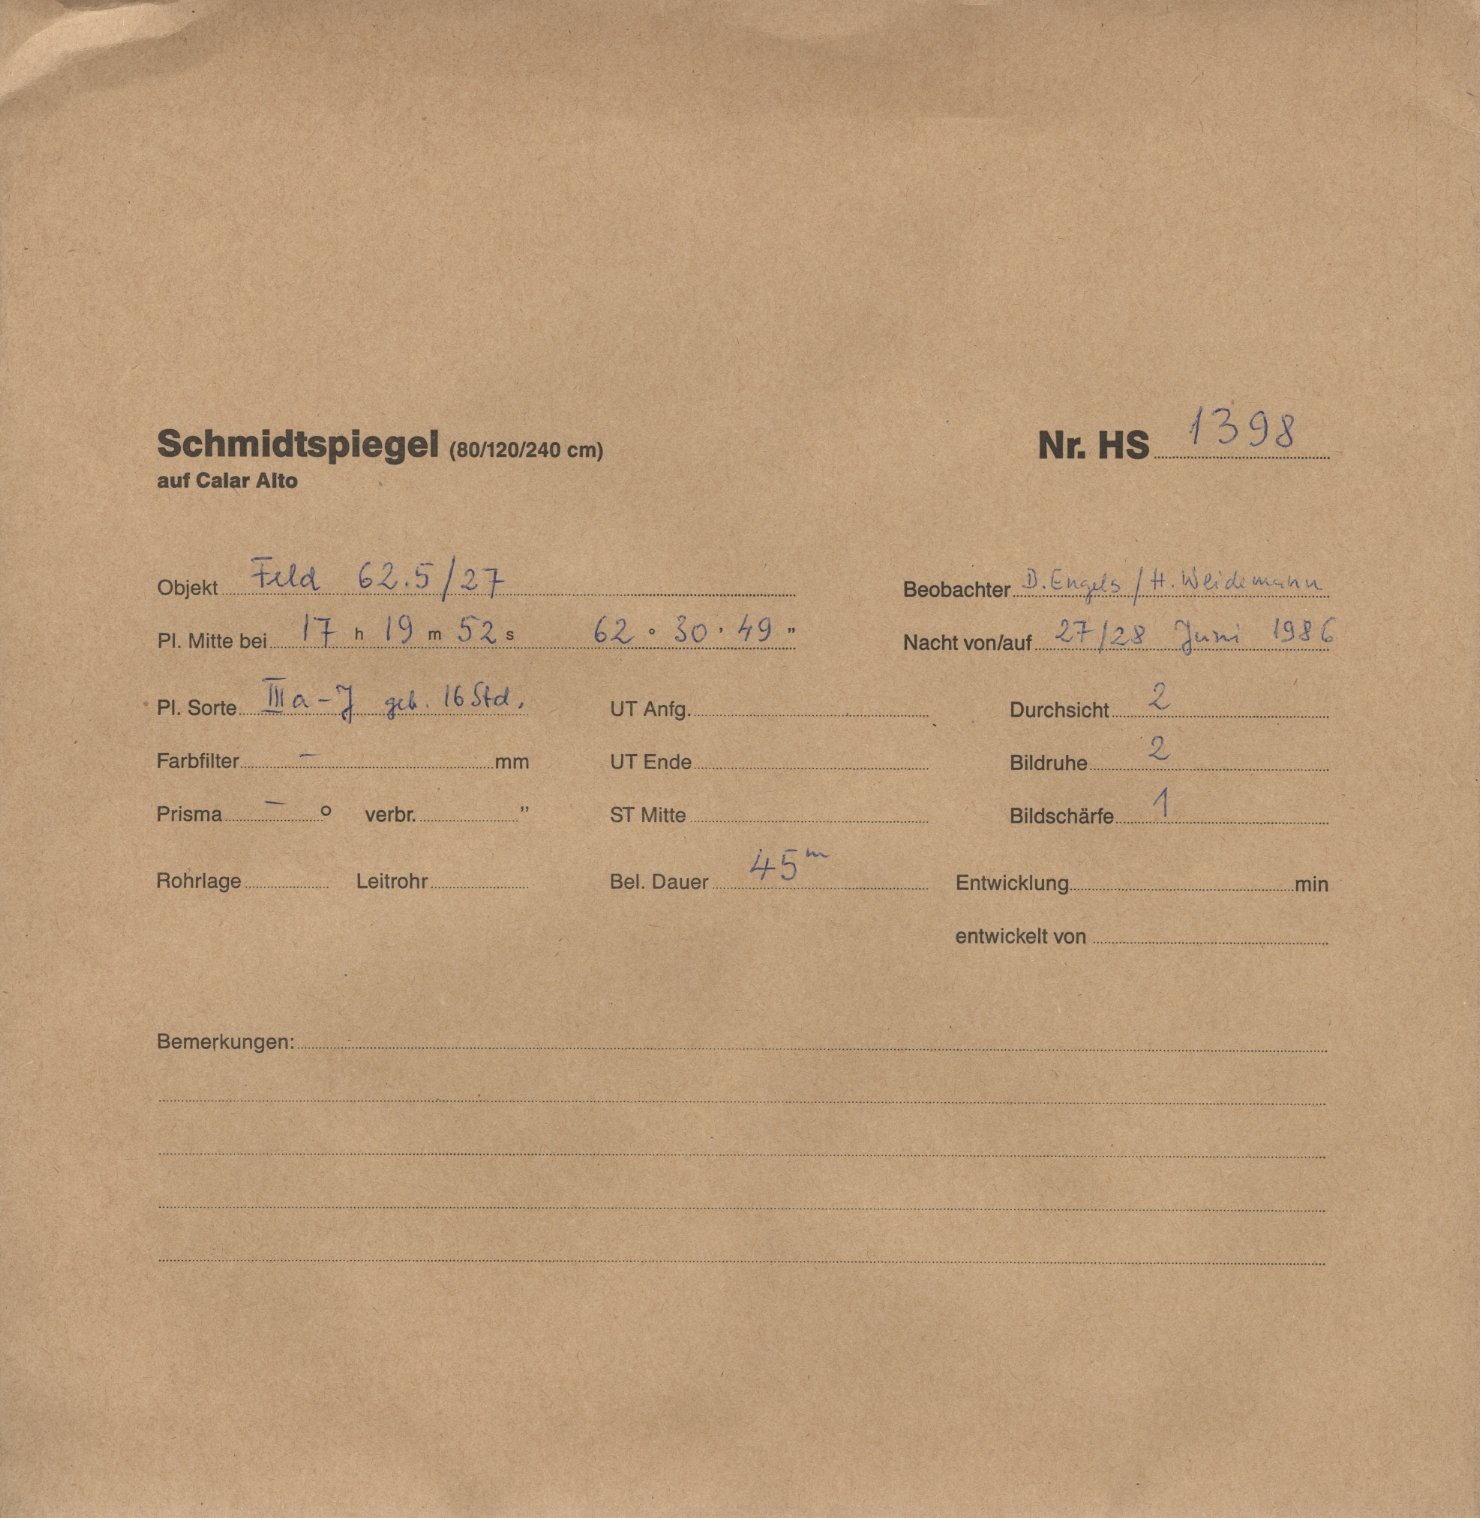 Schmidtspiegel (80/120/240 cm) Nr. HS 1398
auf Calar Alto
Objekt Feld 62.5/27 Beobachter D. Engels / H. Weidemann
Pl. Mitte bei 17 h 19 m 52 s 62 ° 30 ' 49 " Nacht von/auf 27/28 Juni 1986
Pl. Sorte IIIa-J geb. 16 Std. UT Anfg. Durchsicht 2
Farbfilter – mm UT Ende Bildruhe 2
Prisma – ° verbr. " ST Mitte Bildschärfe 1
Rohrlage Leitrohr Bel. Dauer 45 m Entwicklung min
entwickelt von
Bemerkungen: